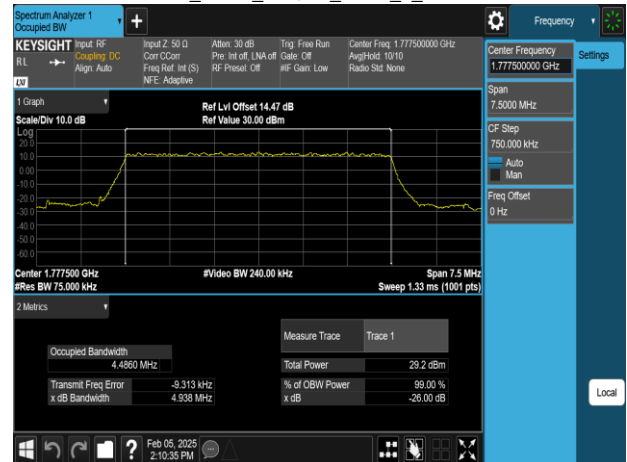 Spectrum Analyzer 1
Occupied BW
+
Frequency
KEYSIGHT
RL
LXI
Input: RF
Coupling: DC
Align: Auto
Input Z: 50 Ω
Corr CCorr
Freq Ref: Int (S)
NFE: Adaptive
Atten: 30 dB
Pre: Int off, LNA off
RF Presel: Off
Trig: Free Run
Gate: Off
#IF Gain: Low
Center Freq: 1.777500000 GHz
Avg|Hold: 10/10
Radio Std: None
Center Frequency
1.777500000 GHz
Settings
Span
7.5000 MHz
CF Step
750.000 kHz
Auto
Man
Freq Offset
0 Hz
1 Graph
Scale/Div 10.0 dB
Ref Lvl Offset 14.47 dB
Ref Value 30.00 dBm
Log
20.0
10.0
0.00
-10.0
-20.0
-30.0
-40.0
-50.0
-60.0
Center 1.777500 GHz
#Video BW 240.00 kHz
Span 7.5 MHz
#Res BW 75.000 kHz
Sweep 1.33 ms (1001 pts)
2 Metrics
Measure Trace
Trace 1
Occupied Bandwidth
4.4860 MHz
Total Power
29.2 dBm
Transmit Freq Error
-9.313 kHz
% of OBW Power
99.00 %
x dB Bandwidth
4.938 MHz
x dB
-26.00 dB
Local
?
Feb 05, 2025
2:10:35 PM